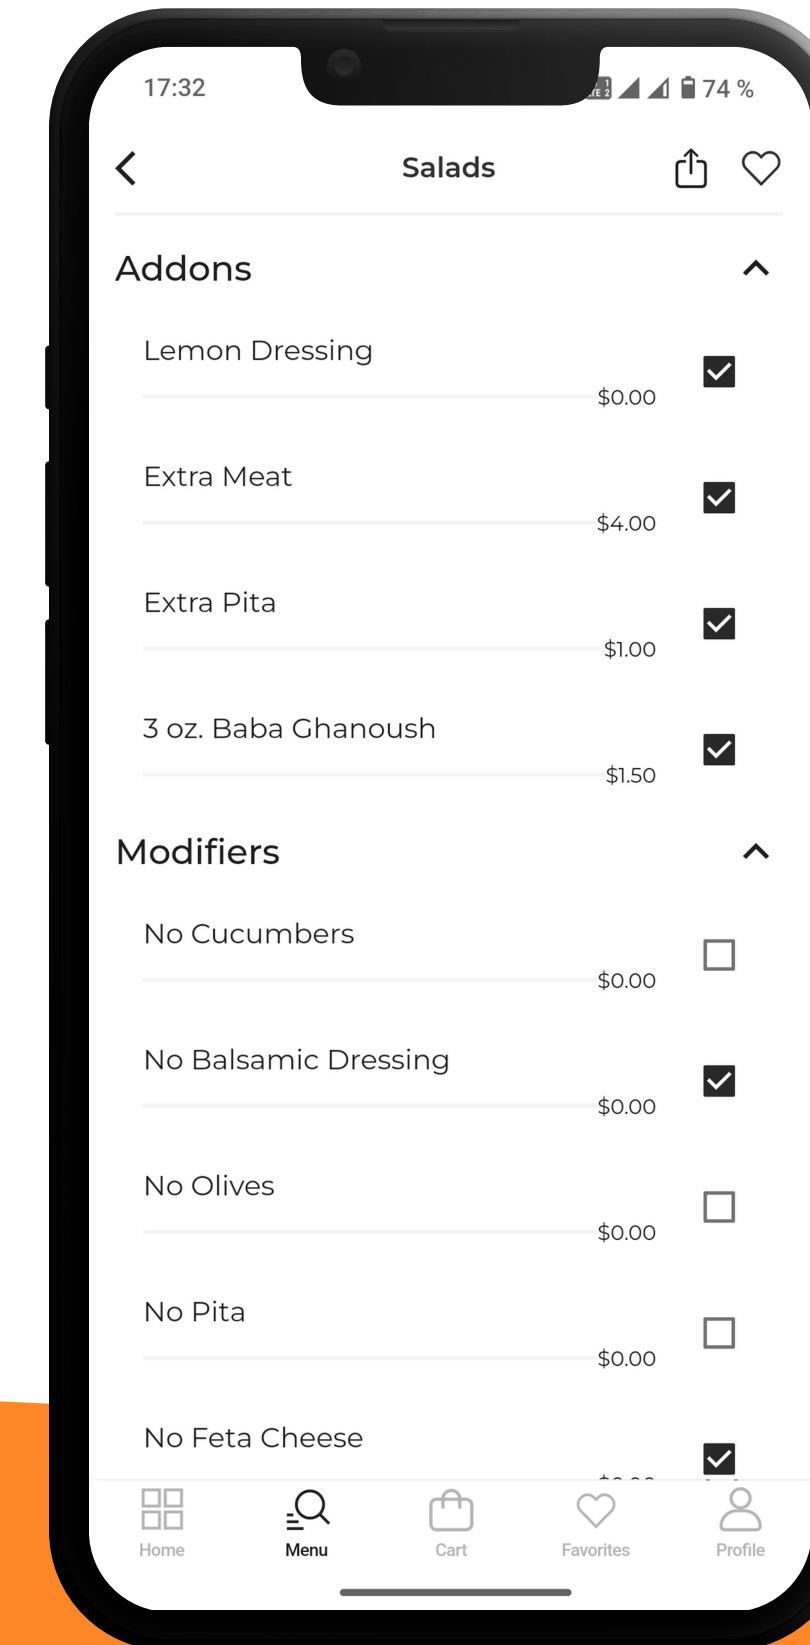 17:32
74 %
Salads
Addons
Lemon Dressing
$0.00
Extra Meat
$4.00
Extra Pita
$1.00
3 oz. Baba Ghanoush
$1.50
Modifiers
No Cucumbers
$0.00
No Balsamic Dressing
$0.00
No Olives
$0.00
No Pita
$0.00
No Feta Cheese
Home
Menu
Cart
Favorites
Profile